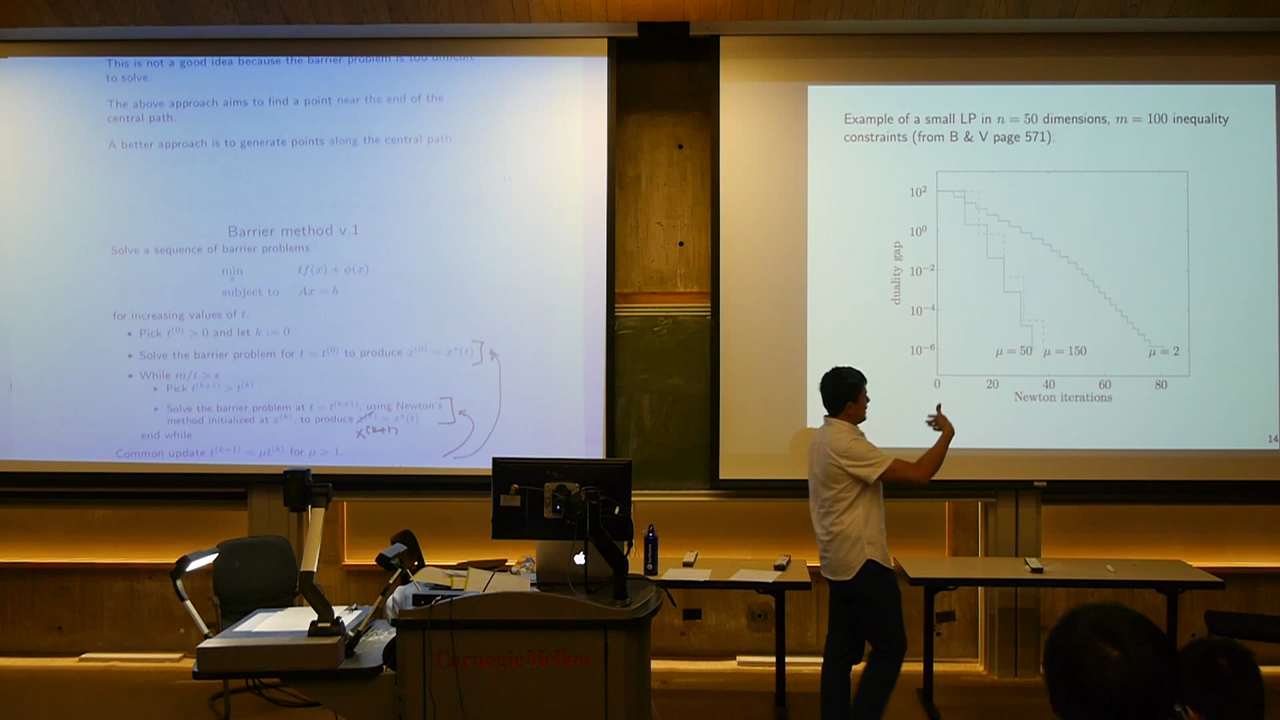 This is not a good idea because the barrier problem is too difficult
to solve.
The above approach aims to find a point near the end of the
central path.
A better approach is to generate points along the central path
Barrier method v.1
Solve a sequence of barrier problems
min x tf(x) + ϕ(x)
subject to Ax = b
for increasing values of t.
• Pick t^(0) > 0 and let k := 0
• Solve the barrier problem for t = t^(0) to produce x^(0) = x*(t)
• While m/t > ϵ
▸ Pick t^(k+1) > t^(k)
▸ Solve the barrier problem at t = t^(k+1), using Newton's
method initialized at x^(k), to produce = x*(t)
x^(k+1)
end while
Common update t^(k+1) = μt^(k) for μ > 1.
Example of a small LP in n = 50 dimensions, m = 100 inequality
constraints (from B & V page 571):
10^2
10^0
10^-2
10^-4
10^-6
duality gap
μ = 50 μ = 150 μ = 2
0 20 40 60 80
Newton iterations
14
Carnegie Mellon